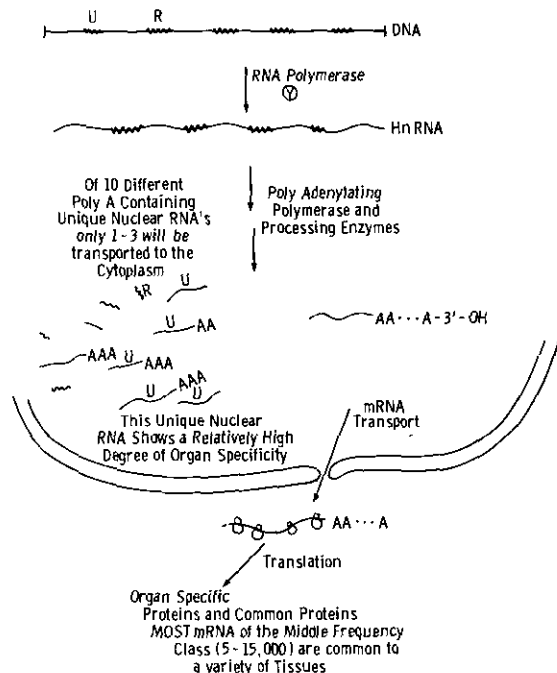 U R
DNA
RNA Polymerase
Y
HnRNA
Of 10 Different
Poly A Containing
Unique Nuclear RNA's
only 1-3 will be
transported to the
Cytoplasm
Poly Adenylating
Polymerase and
Processing Enzymes
R U
U AA
AAA U AAA
U AAA
U
AA···A-3'-OH
This Unique Nuclear
RNA Shows a Relatively High
Degree of Organ Specificity
mRNA
Transport
AA···A
Translation
Organ Specific
Proteins and Common Proteins
MOST mRNA of the Middle Frequency
Class (5-15,000) are common to
a variety of Tissues